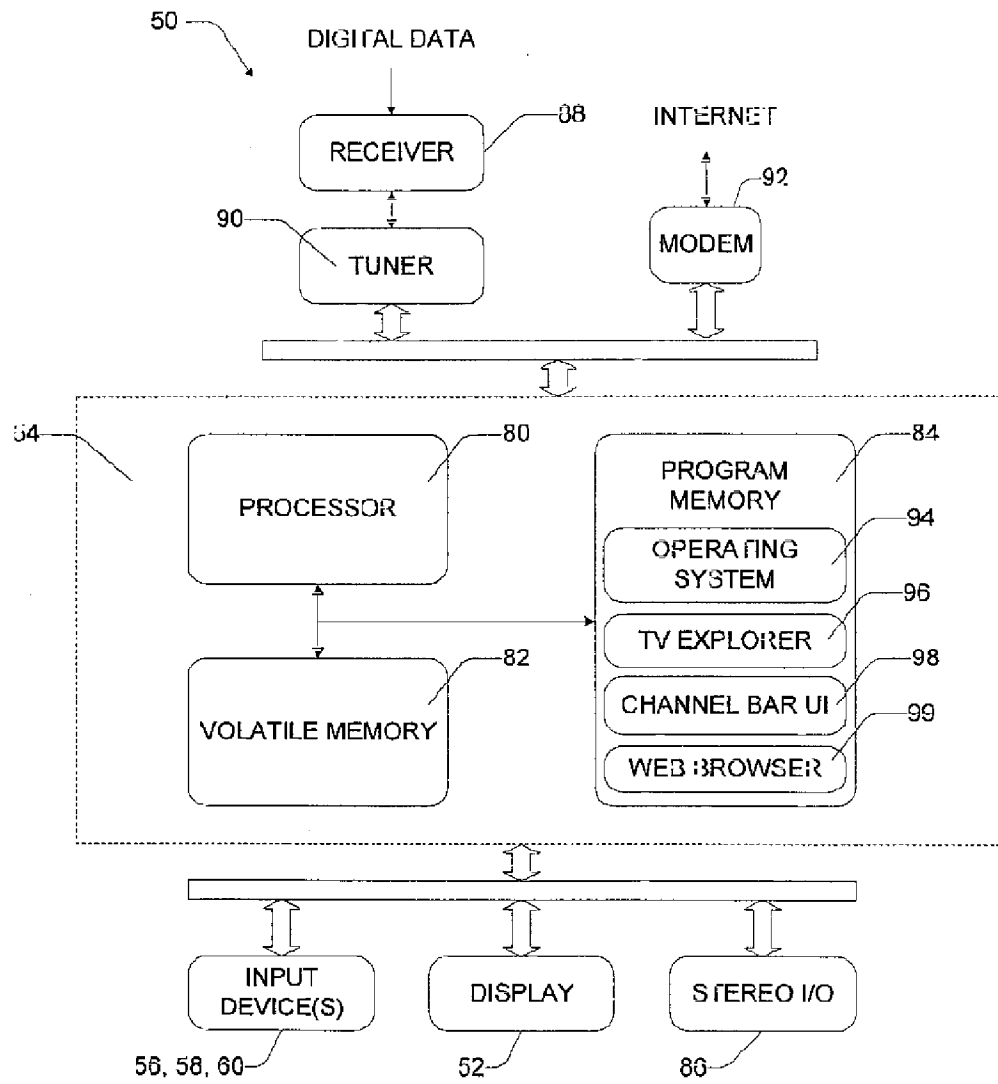 50
DIGITAL DATA
RECEIVER
88
INTERNET
92
90
TUNER
MODEM
54
80
PROCESSOR
84
PROGRAM
MEMORY
94
OPERATING
SYSTEM
96
TV EXPLORER
82
VOLATILE MEMORY
98
CHANNEL BAR UI
99
WEB BROWSER
INPUT
DEVICE(S)
DISPLAY
STEREO I/O
56, 58, 60
52
86